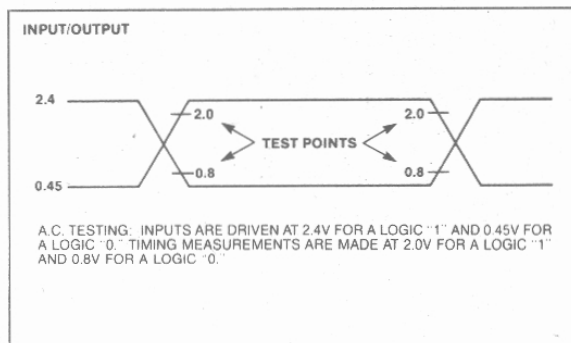 INPUT/OUTPUT
2.4
2.0
2.0
TEST POINTS
0.8
0.8
0.45
A.C. TESTING: INPUTS ARE DRIVEN AT 2.4V FOR A LOGIC "1" AND 0.45V FOR
A LOGIC "0." TIMING MEASUREMENTS ARE MADE AT 2.0V FOR A LOGIC "1"
AND 0.8V FOR A LOGIC "0."